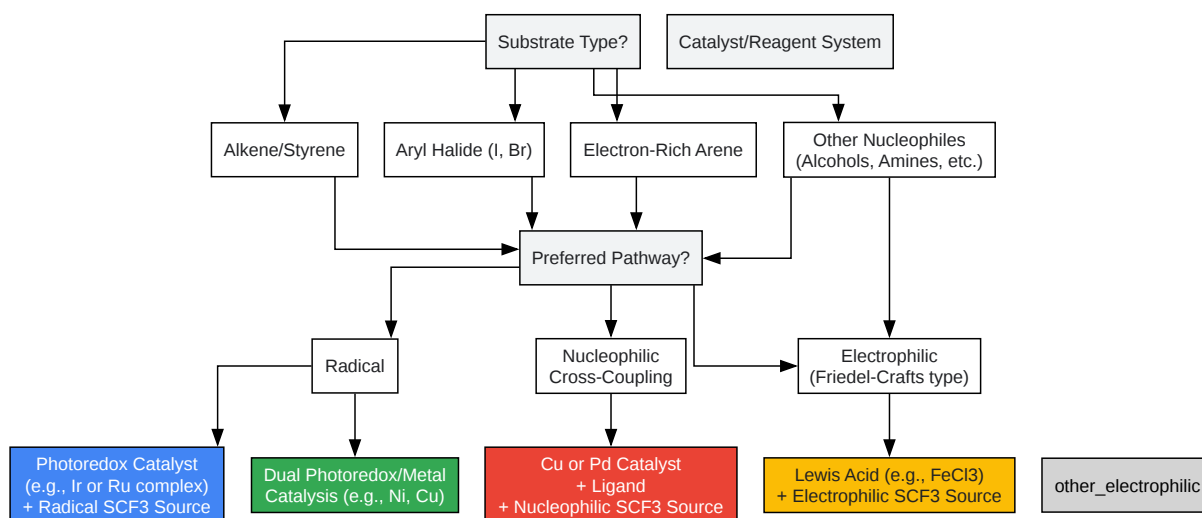 Substrate Type?
Catalyst/Reagent System
Alkene/Styrene
Aryl Halide (I, Br)
Electron-Rich Arene
Other Nucleophiles
(Alcohols, Amines, etc.)
Preferred Pathway?
Radical
Nucleophilic
Cross-Coupling
Electrophilic
(Friedel-Crafts type)
Photoredox Catalyst
(e.g., Ir or Ru complex)
+ Radical SCF3 Source
Dual Photoredox/Metal
Catalysis (e.g., Ni, Cu)
Cu or Pd Catalyst
+ Ligand
+ Nucleophilic SCF3 Source
Lewis Acid (e.g., FeCl3)
+ Electrophilic SCF3 Source
other_electrophilic